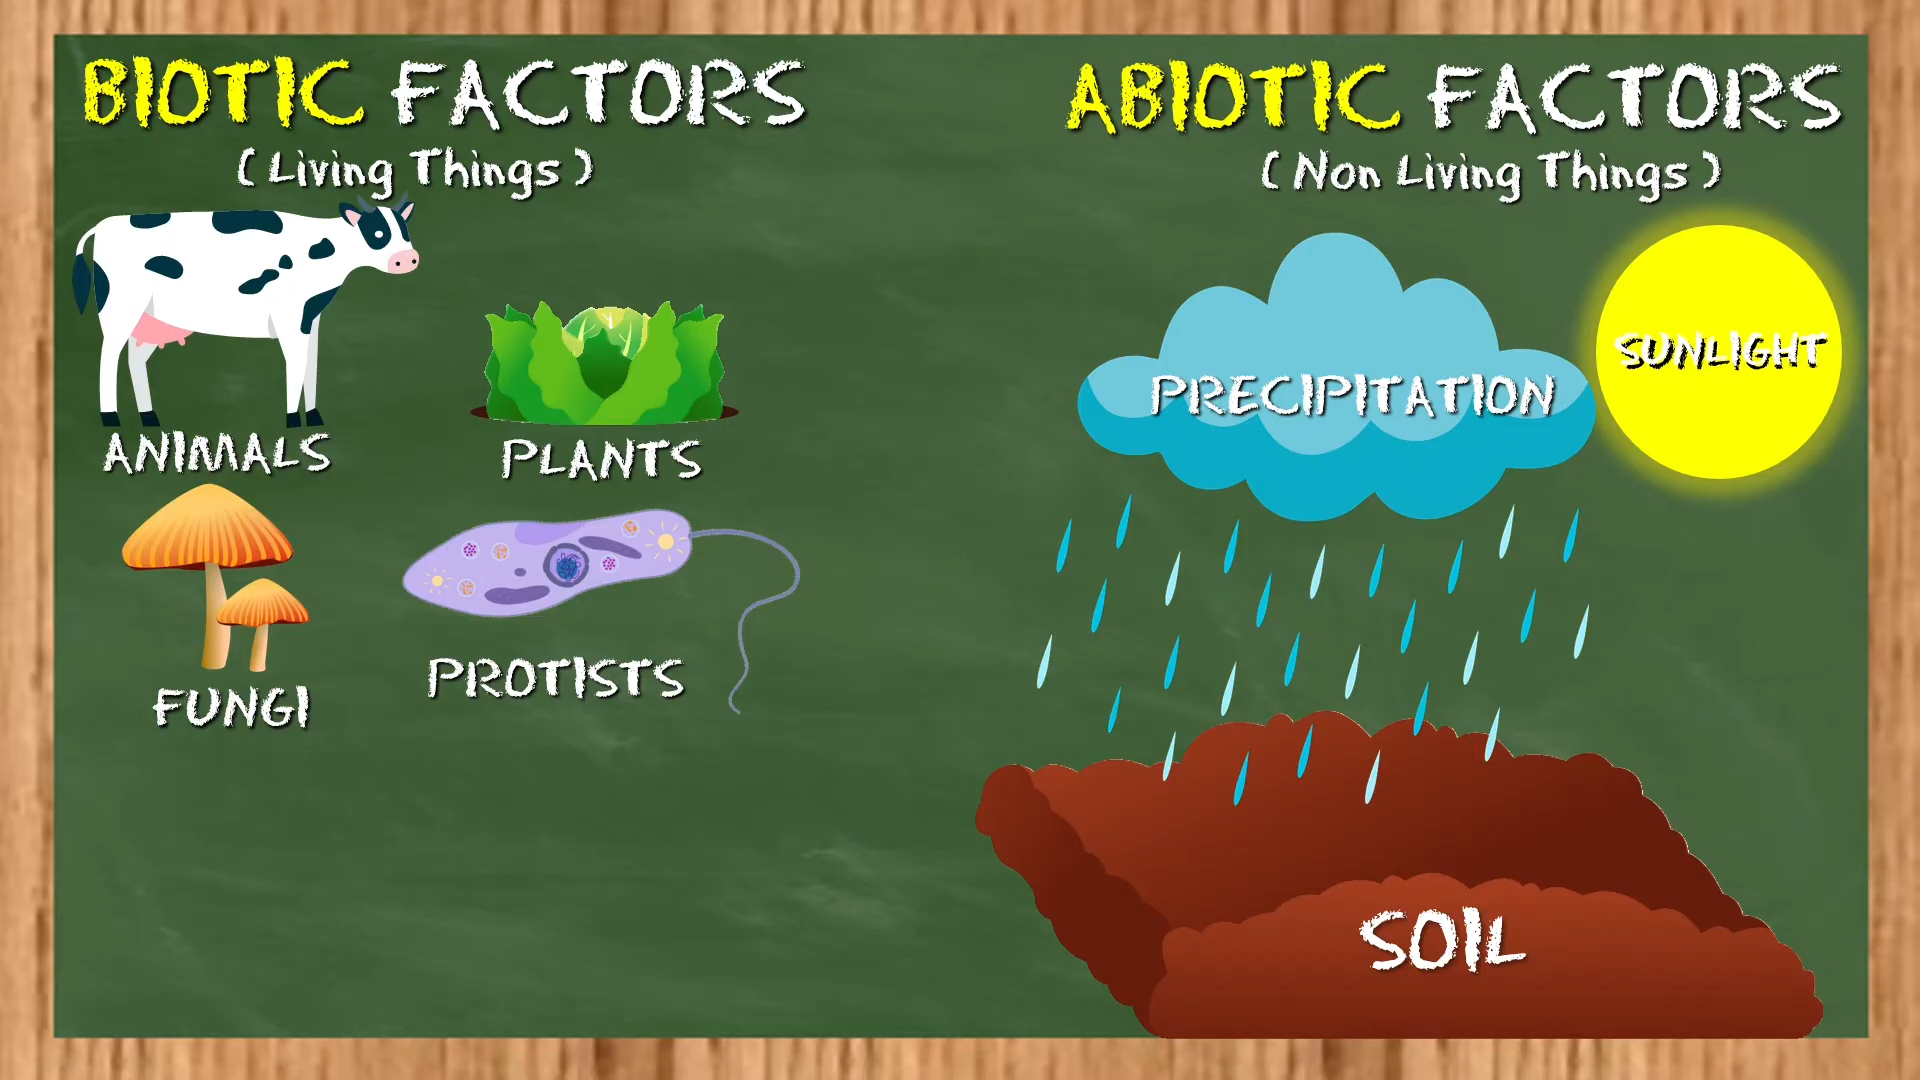 BIOTIC FACTORS
( Living Things )
ANIMALS
PLANTS
FUNGI
PROTISTS
ABIOTIC FACTORS
( Non Living Things )
PRECIPITATION
SUNLIGHT
SOIL